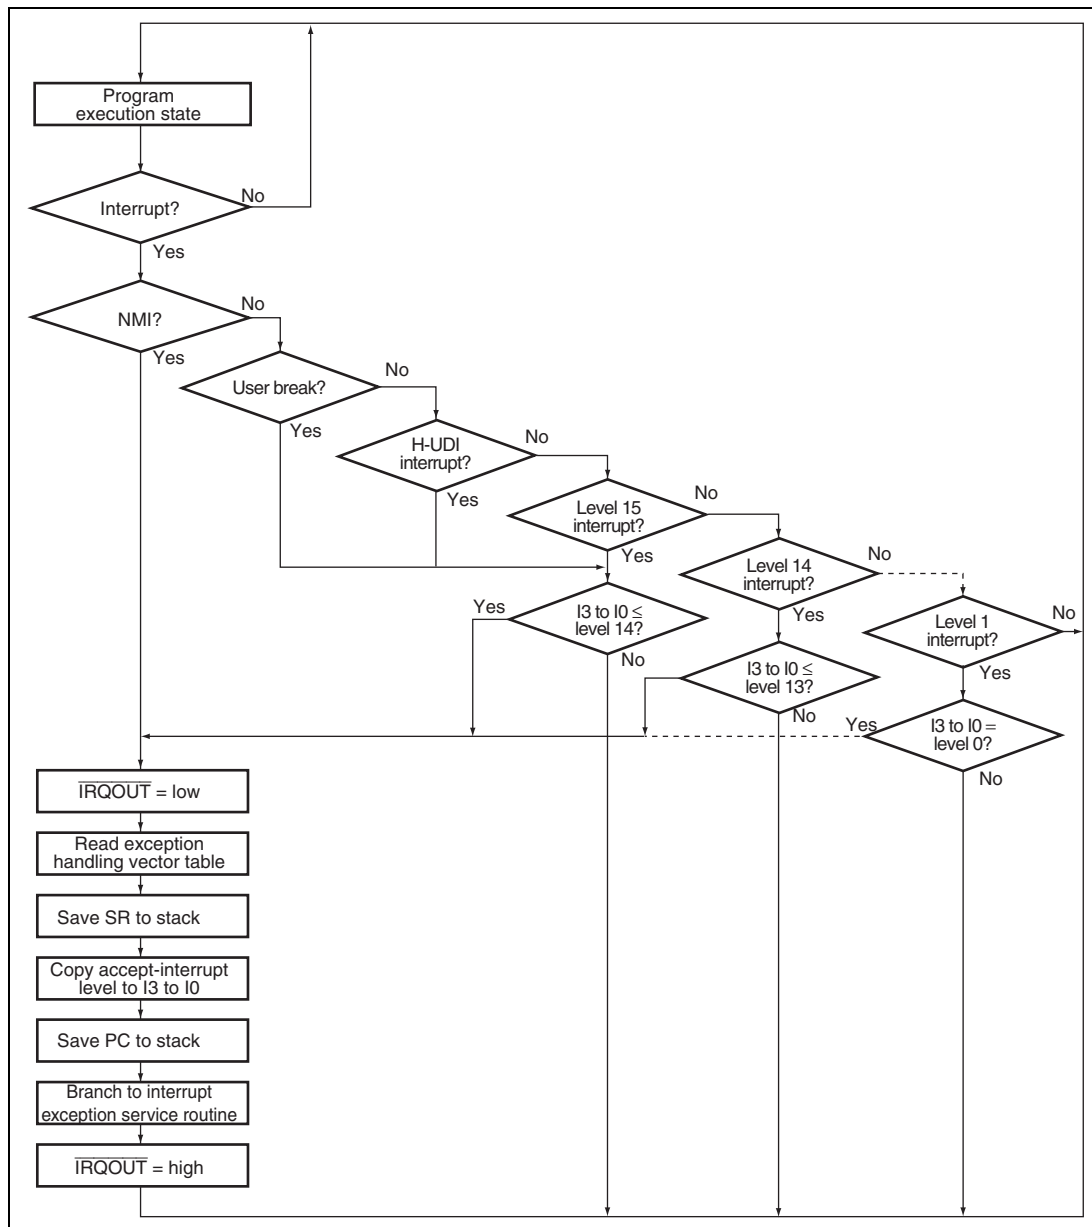 Program
execution state
No
Interrupt?
Yes
No
NMI?
Yes
No
User break?
Yes
H-UDI
interrupt?
No
Yes
Level 15
interrupt?
No
Yes
Level 14
interrupt?
No
Yes
Level 1
interrupt?
No
Yes
Yes
I3 to I0 ≤
level 14?
No
I3 to I0 ≤
level 13?
No
Yes
I3 to I0 =
level 0?
No
IRQOUT = low
Read exception
handling vector table
Save SR to stack
Copy accept-interrupt
level to I3 to I0
Save PC to stack
Branch to interrupt
exception service routine
IRQOUT = high